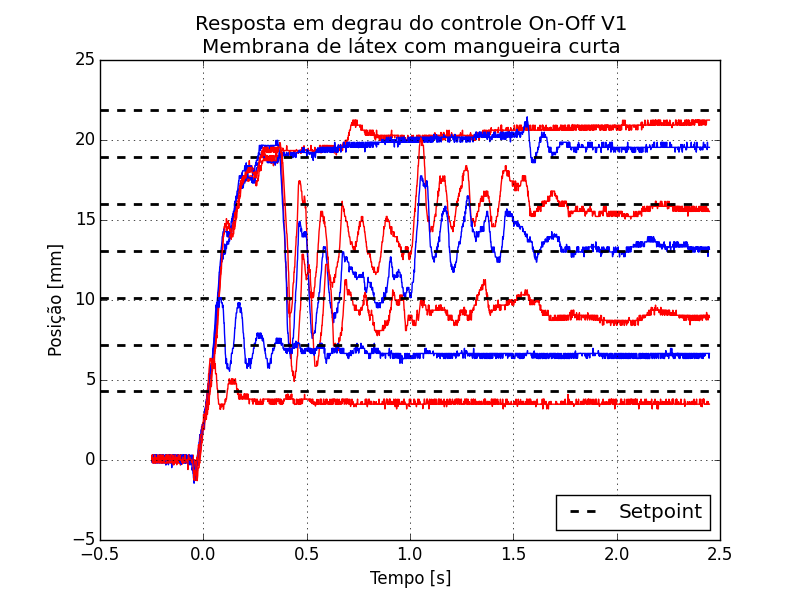 Resposta em degrau do controle On-Off V1
Membrana de látex com mangueira curta
25
20
15
10
5
0
−5
Posição [mm]
Setpoint
−0.5
0.0
0.5
1.0
1.5
2.0
2.5
Tempo [s]